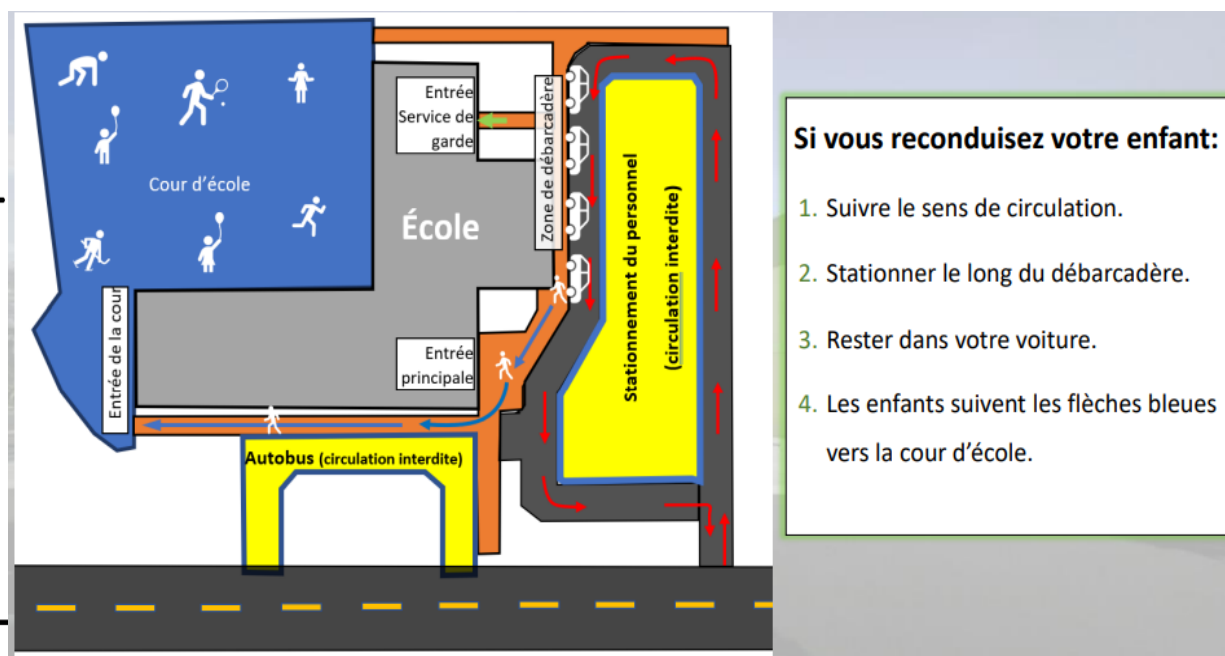 Cour d'école
Entrée
Service de
garde
Zone de débarcadère
École
Stationnement du personnel
(circulation interdite)
Entrée de la cour
Entrée
principale
Autobus (circulation interdite)
Si vous reconduisez votre enfant:
1. Suivre le sens de circulation.
2. Stationner le long du débarcadère.
3. Rester dans votre voiture.
4. Les enfants suivent les flèches bleues
vers la cour d'école.